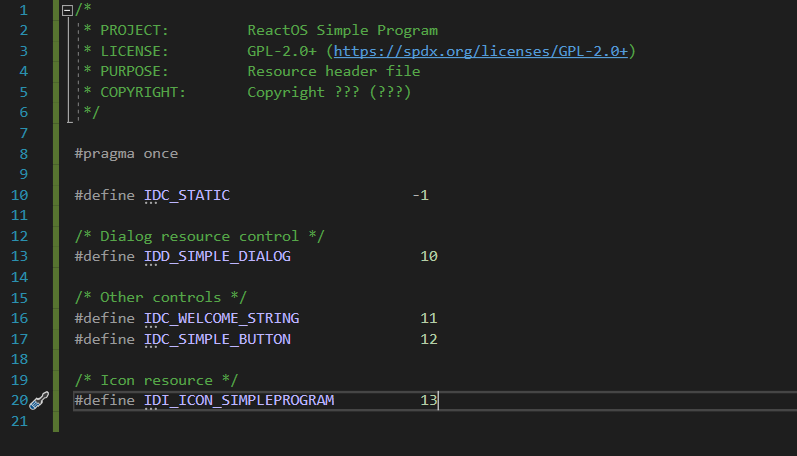 1 /*
2 * PROJECT: ReactOS Simple Program
3 * LICENSE: GPL-2.0+ (https://spdx.org/licenses/GPL-2.0+)
4 * PURPOSE: Resource header file
5 * COPYRIGHT: Copyright ??? (???)
6 */
7
8 #pragma once
9
10 #define IDC_STATIC -1
11
12 /* Dialog resource control */
13 #define IDD_SIMPLE_DIALOG 10
14
15 /* Other controls */
16 #define IDC_WELCOME_STRING 11
17 #define IDC_SIMPLE_BUTTON 12
18
19 /* Icon resource */
20 #define IDI_ICON_SIMPLEPROGRAM 13
21